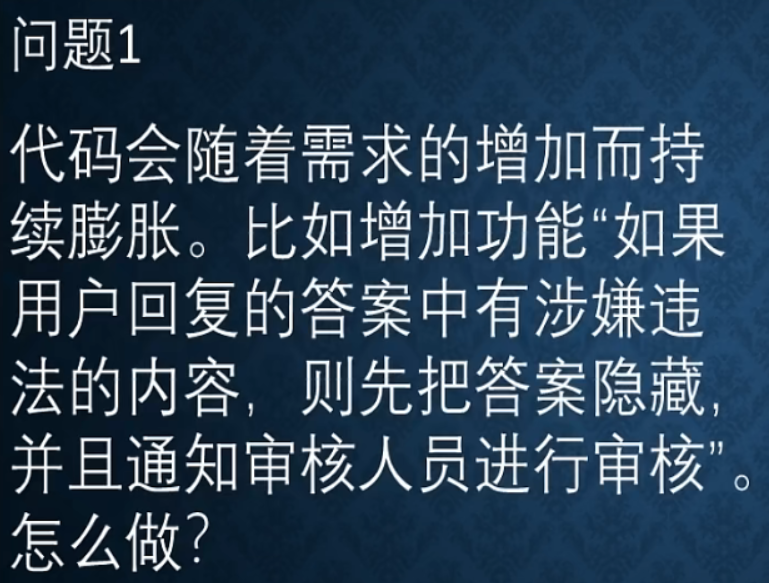 问题1
代码会随着需求的增加而持
续膨胀。比如增加功能“如果
用户回复的答案中有涉嫌违
法的内容，则先把答案隐藏，
并且通知审核人员进行审核”。
怎么做？